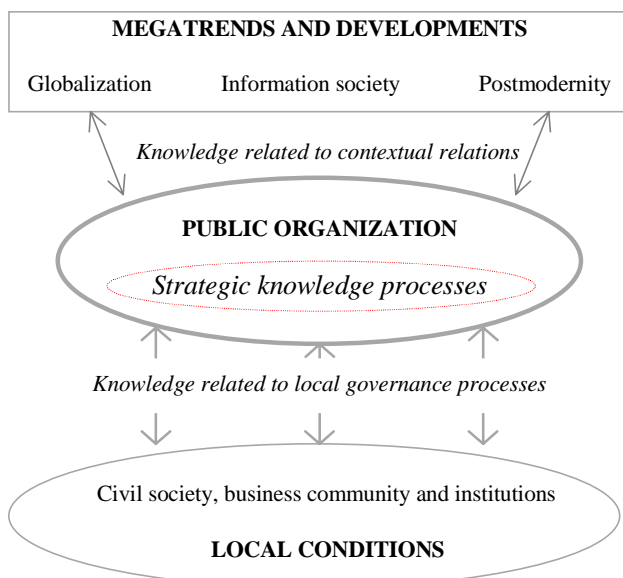 MEGATRENDS AND DEVELOPMENTS
Globalization Information society Postmodernity
Knowledge related to contextual relations
PUBLIC ORGANIZATION
Strategic knowledge processes
Knowledge related to local governance processes
Civil society, business community and institutions
LOCAL CONDITIONS